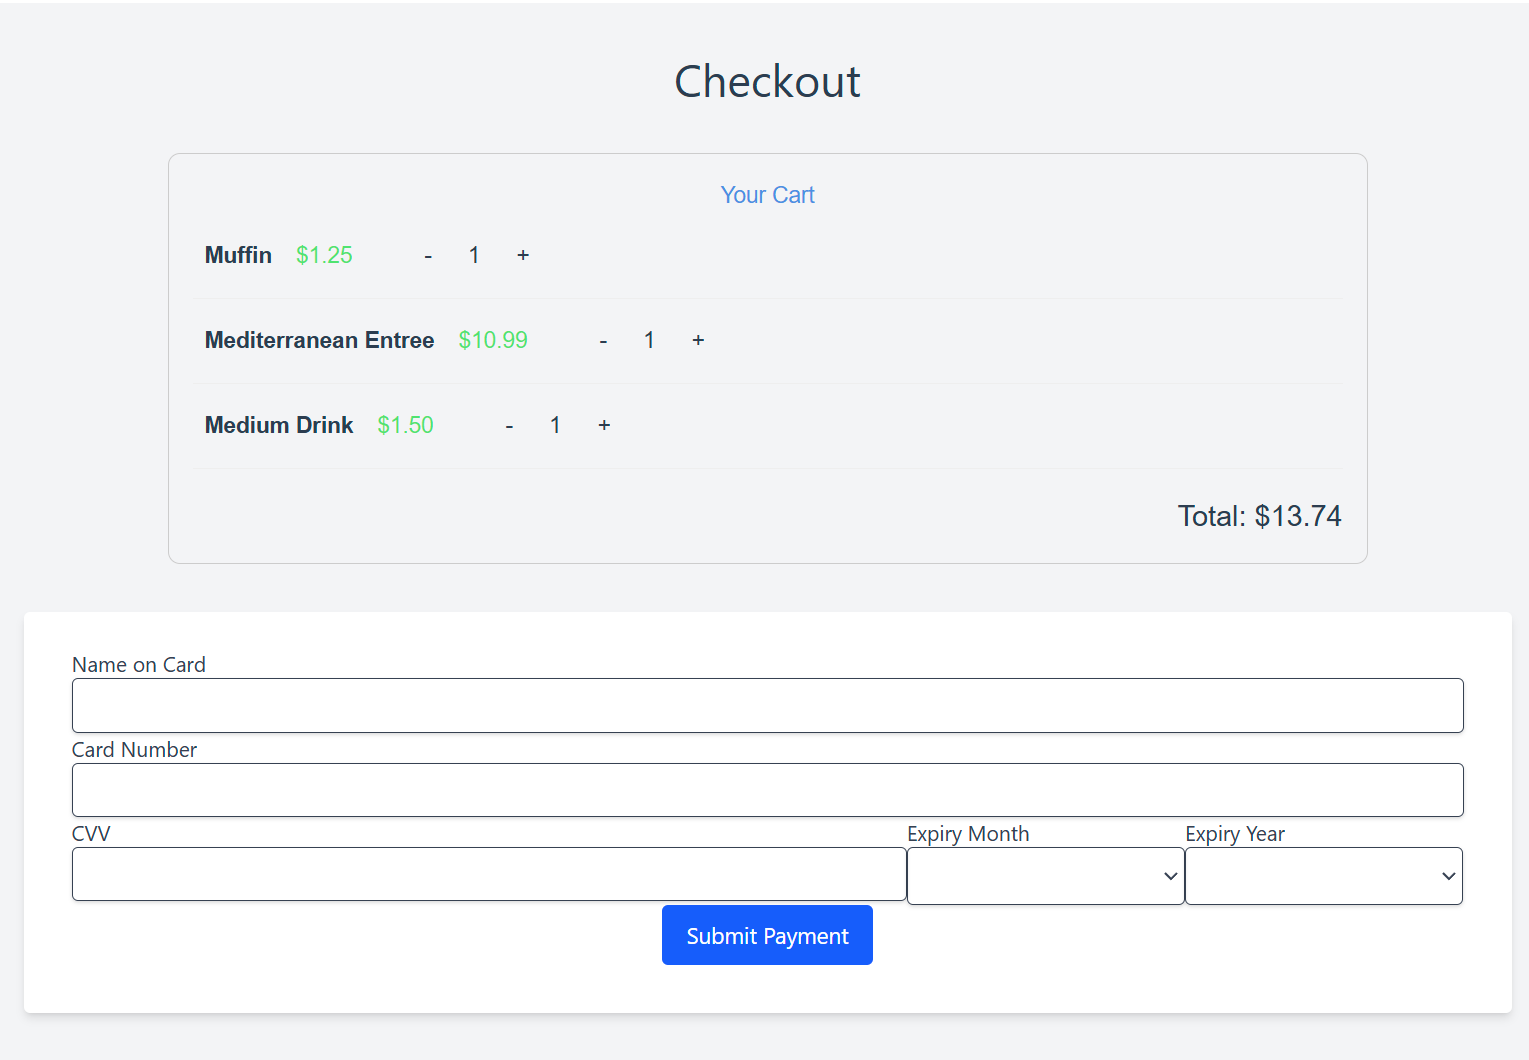 Checkout
Your Cart
Muffin $1.25 - 1 +
Mediterranean Entree $10.99 - 1 +
Medium Drink $1.50 - 1 +
Total: $13.74
Name on Card
Card Number
CVV Expiry Month Expiry Year
Submit Payment